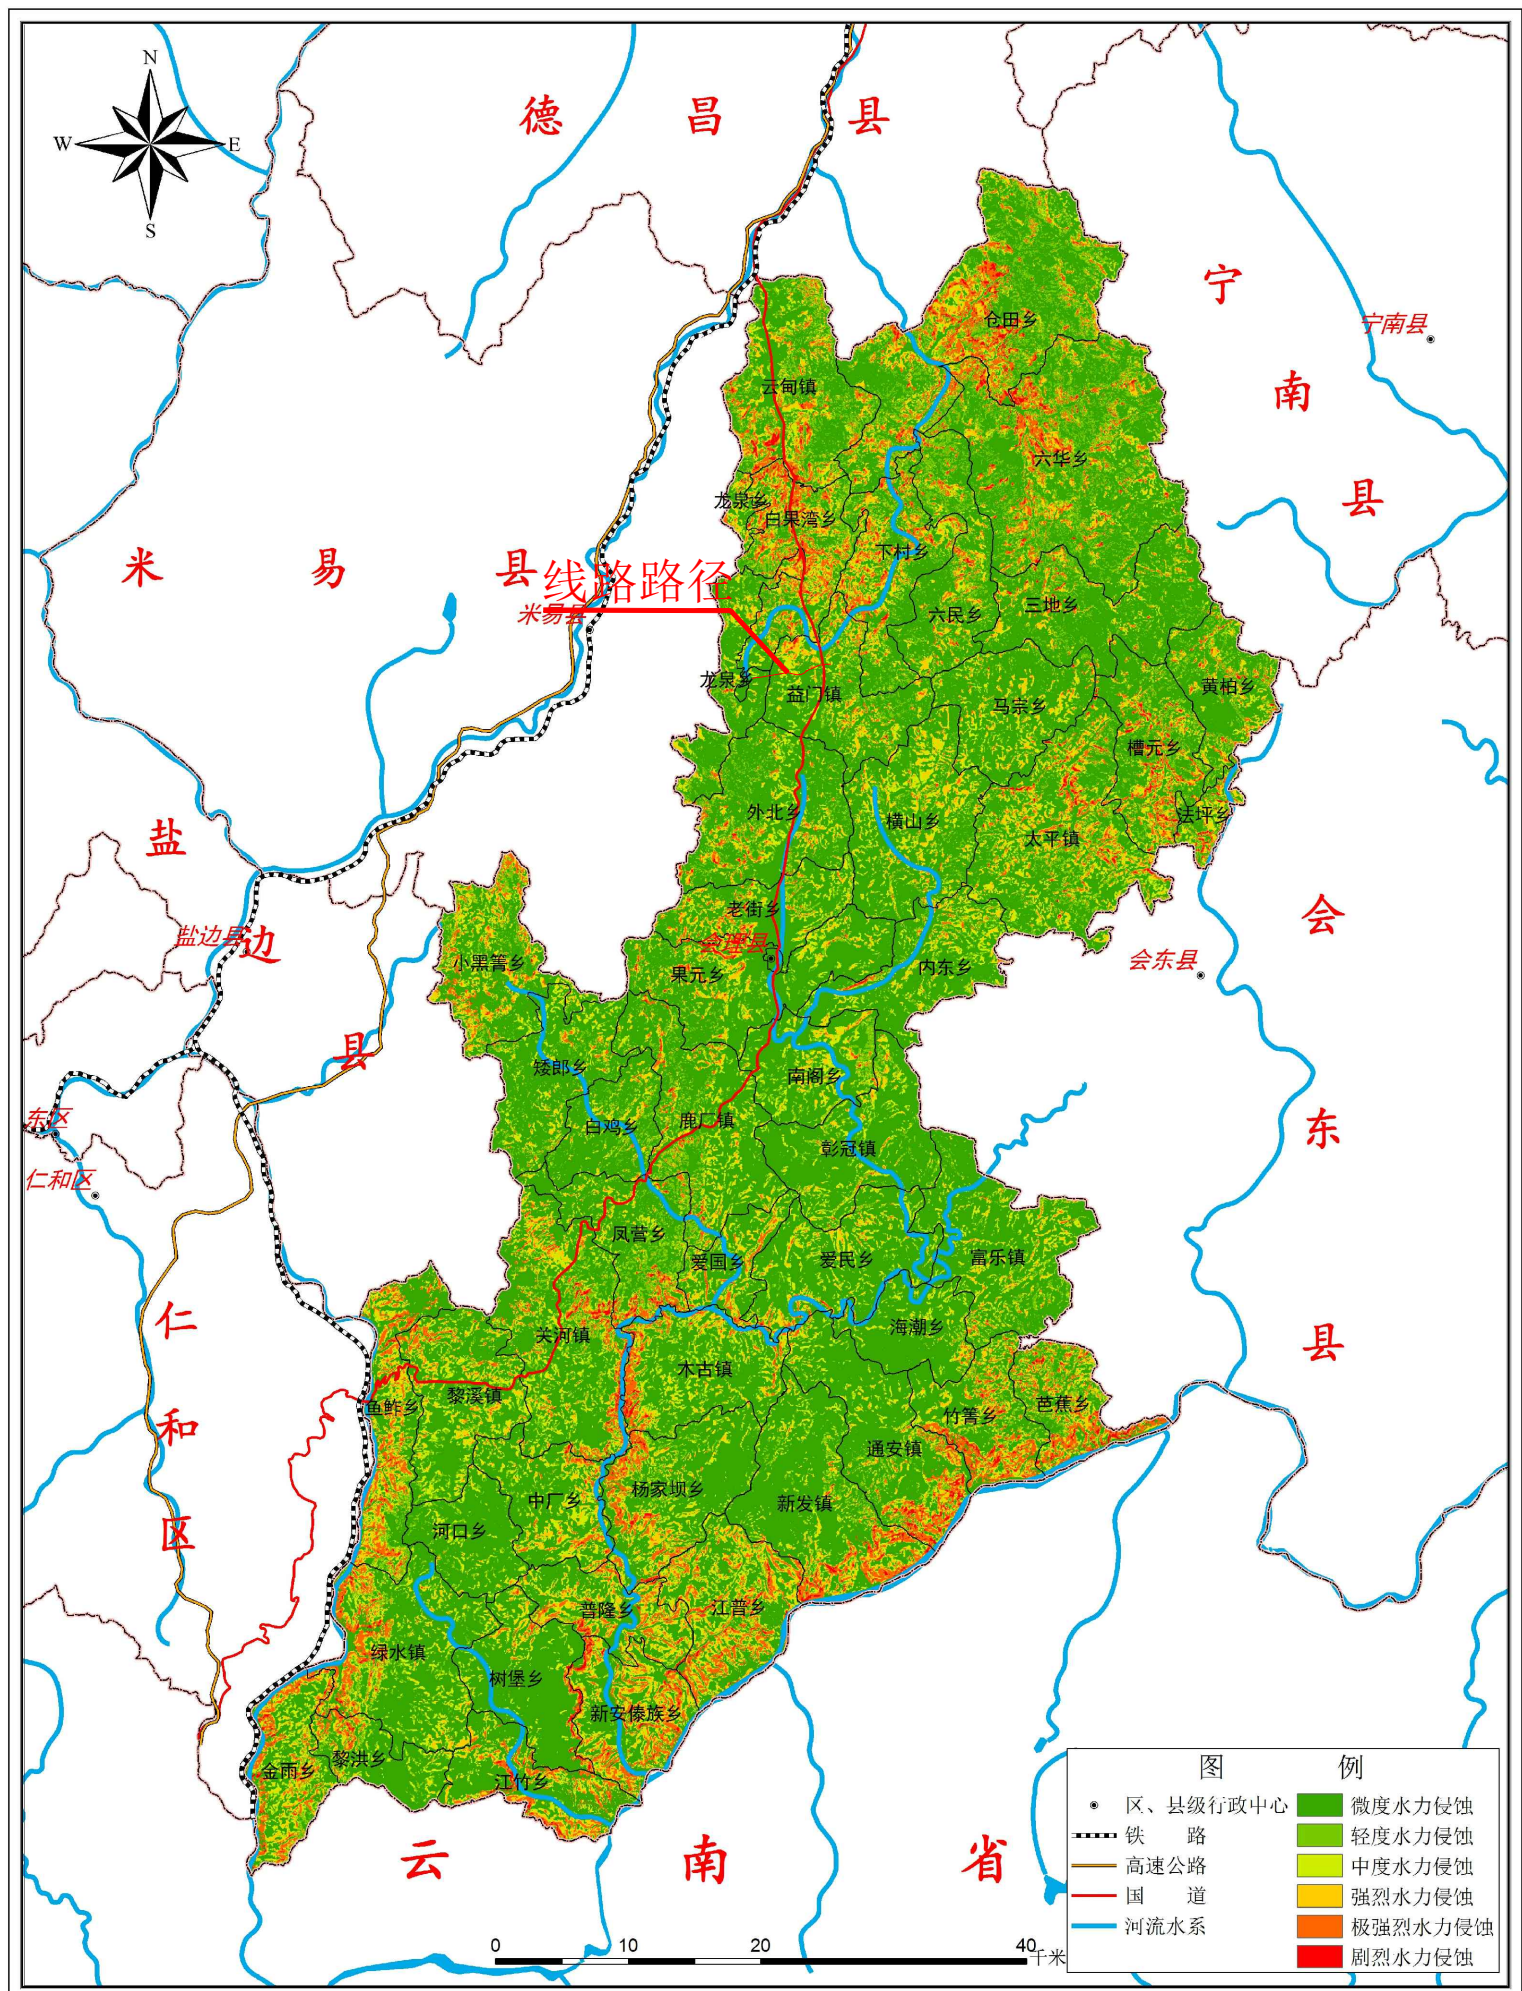 N
W
E
S
德昌县
宁南县
宁南县
仓田乡
云甸镇
六华乡
龙泉乡
白果湾乡
下村乡
米易县
线路路径
米易县
六民乡
三地乡
龙泉乡
益门镇
马宗乡
黄柏乡
槽元乡
外北乡
横山乡
太平镇
法坪乡
盐边县
盐边县
老街乡
会理县
果元乡
内东乡
小黑箐乡
会东县
会东县
矮郎乡
南阁乡
东区
白鸡乡
鹿厂镇
彰冠镇
仁和区
凤营乡
爱国乡
爱民乡
富乐镇
仁和区
关河镇
海潮乡
木古镇
黎溪镇
鱼鲊乡
竹箐乡
芭蕉乡
通安镇
中厂乡
杨家坝乡
新发镇
河口乡
普隆乡
江普乡
绿水镇
树堡乡
新安傣族乡
金雨乡
黎洪乡
江竹乡
云南省
图例
区、县级行政中心
铁路
高速公路
国道
河流水系
微度水力侵蚀
轻度水力侵蚀
中度水力侵蚀
强烈水力侵蚀
极强烈水力侵蚀
剧烈水力侵蚀
0 10 20 40
千米